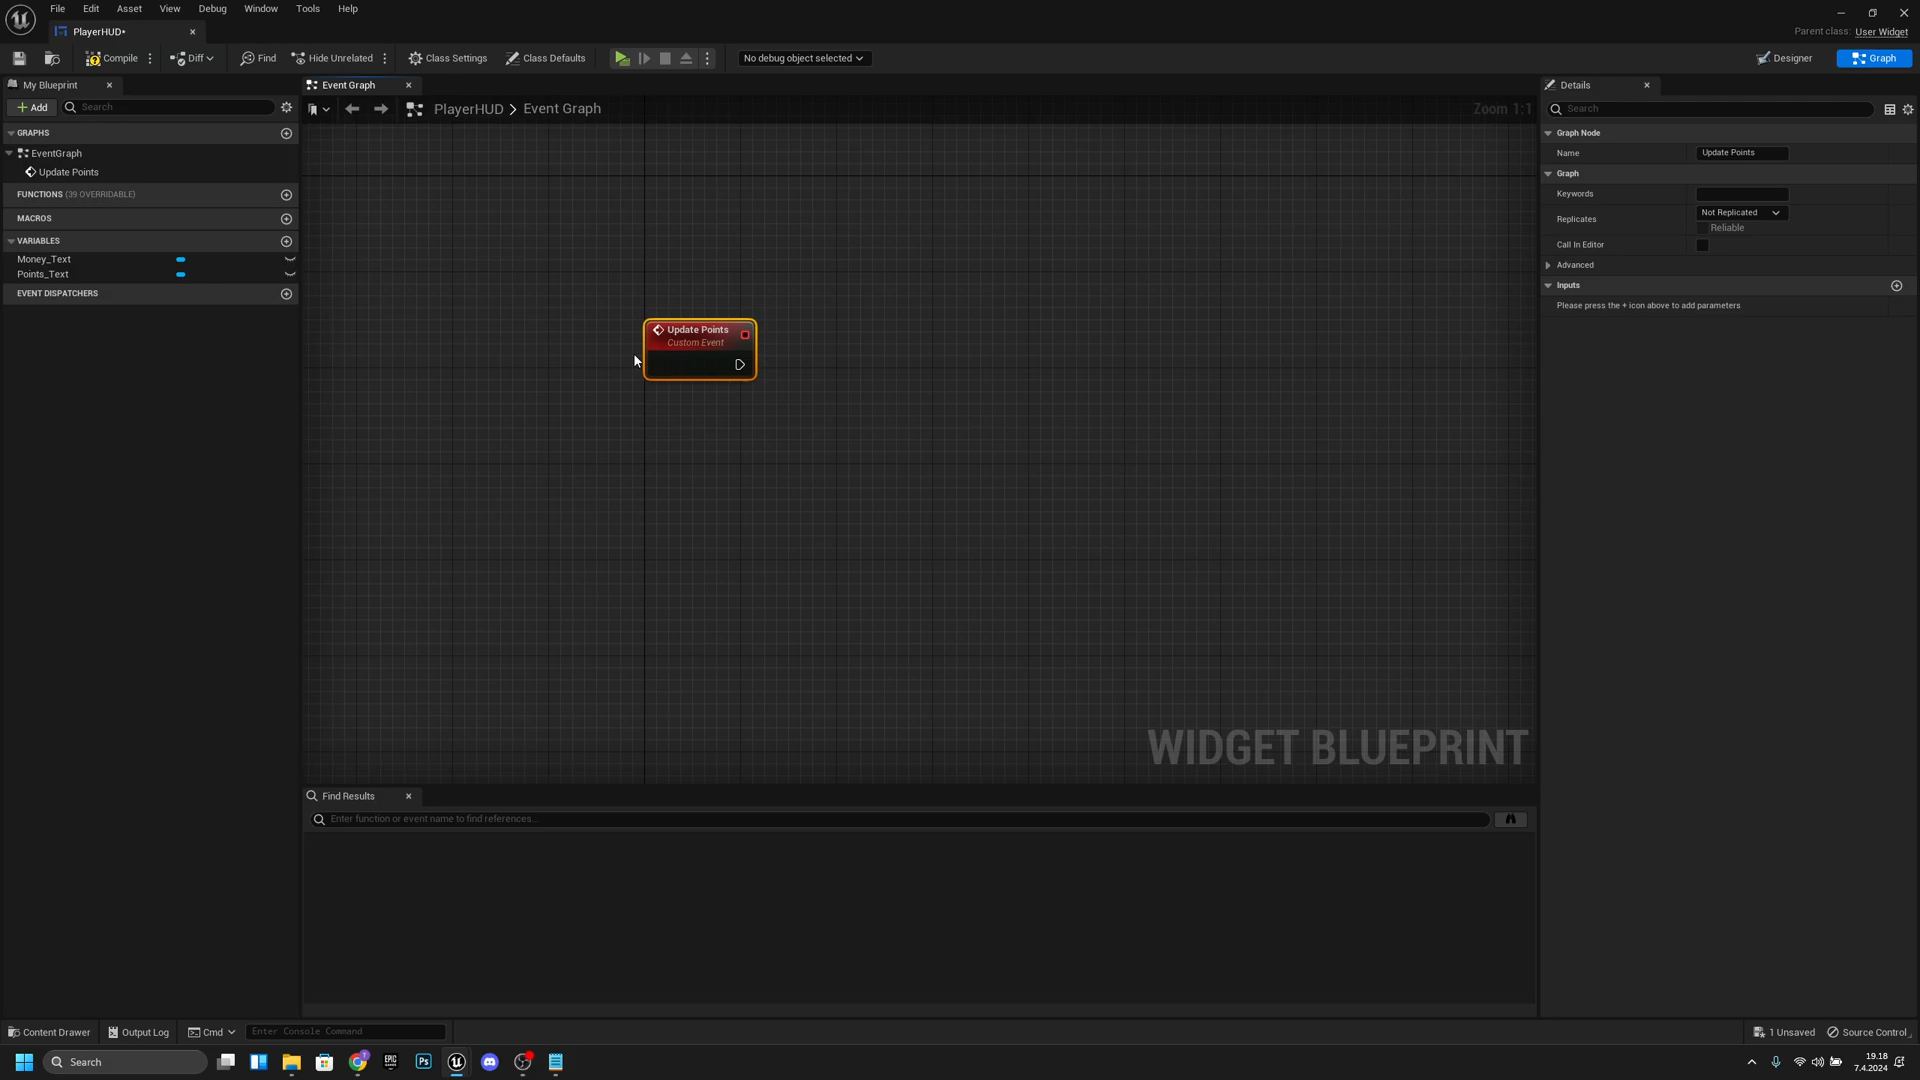 File Edit Asset View Debug Window Tools Help
PlayerHUD*
Parent class: User Widget
Compile Diff Find Hide Unrelated Class Settings Class Defaults No debug object selected Designer Graph
My Blueprint
Event Graph
Details
Add Search
PlayerHUD > Event Graph
Zoom 1:1
Search
GRAPHS
EventGraph
Update Points
FUNCTIONS (39 OVERRIDABLE)
MACROS
VARIABLES
Money_Text
Points_Text
EVENT DISPATCHERS
Update Points
Custom Event
Graph Node
Name Update Points
Graph
Keywords
Replicates Not Replicated
Reliable
Call In Editor
Advanced
Inputs
Please press the + icon above to add parameters
WIDGET BLUEPRINT
Find Results
Enter function or event name to find references...
Content Drawer Output Log Cmd Enter Console Command 1 Unsaved Source Control
Search
EPIC
Ps
19.18
7.4.2024